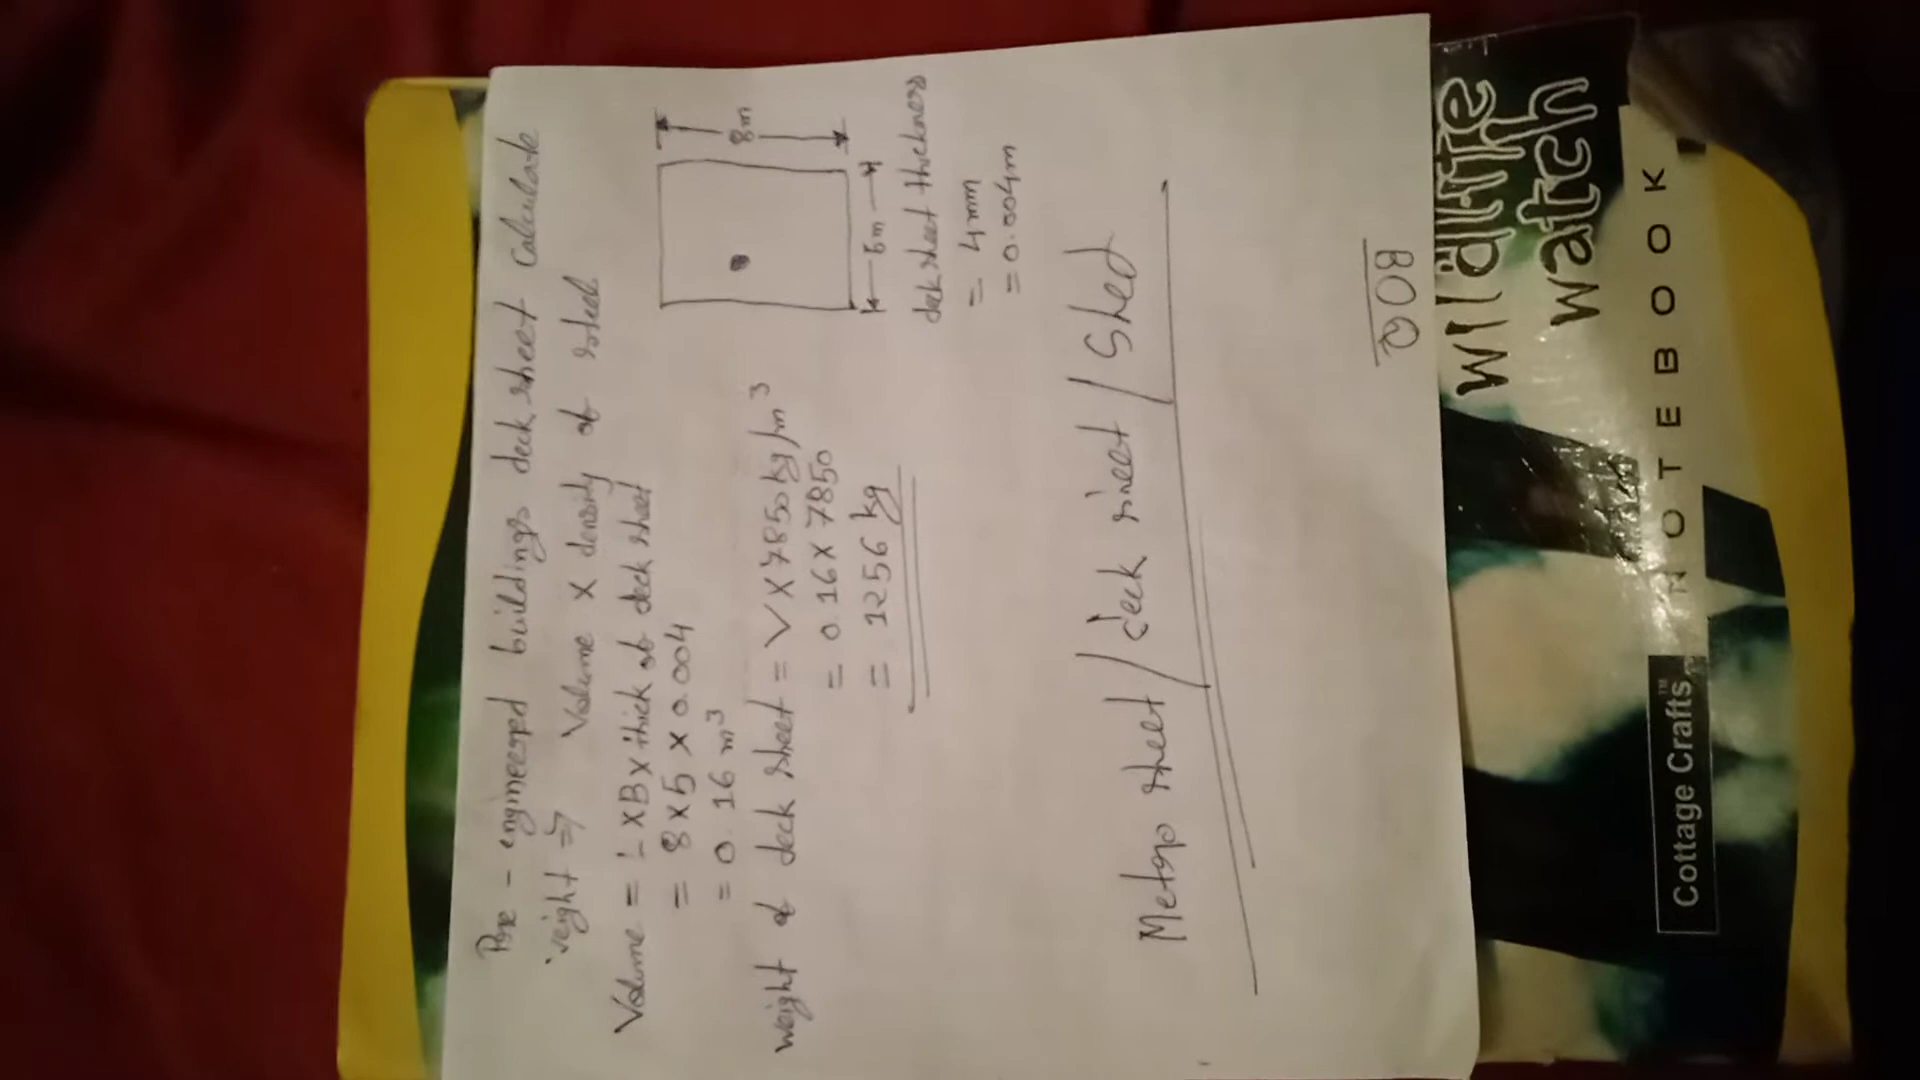 Pre-engineered buildings deck sheet calculate
weight ⇒ Volume X density of steel
Volume = L X B X thick of deck sheet
= 8 X 5 X 0.004
= 0.16 m³
weight of deck sheet = V X 7850 kg/m³
= 0.16 X 7850
= 1256 kg
8m
5m
deck sheet thickness
= 4mm
= 0.004m
Metro sheet / deck sheet / Shed
BOQ
wildlife
watch
NOTEBOOK
Cottage Crafts™